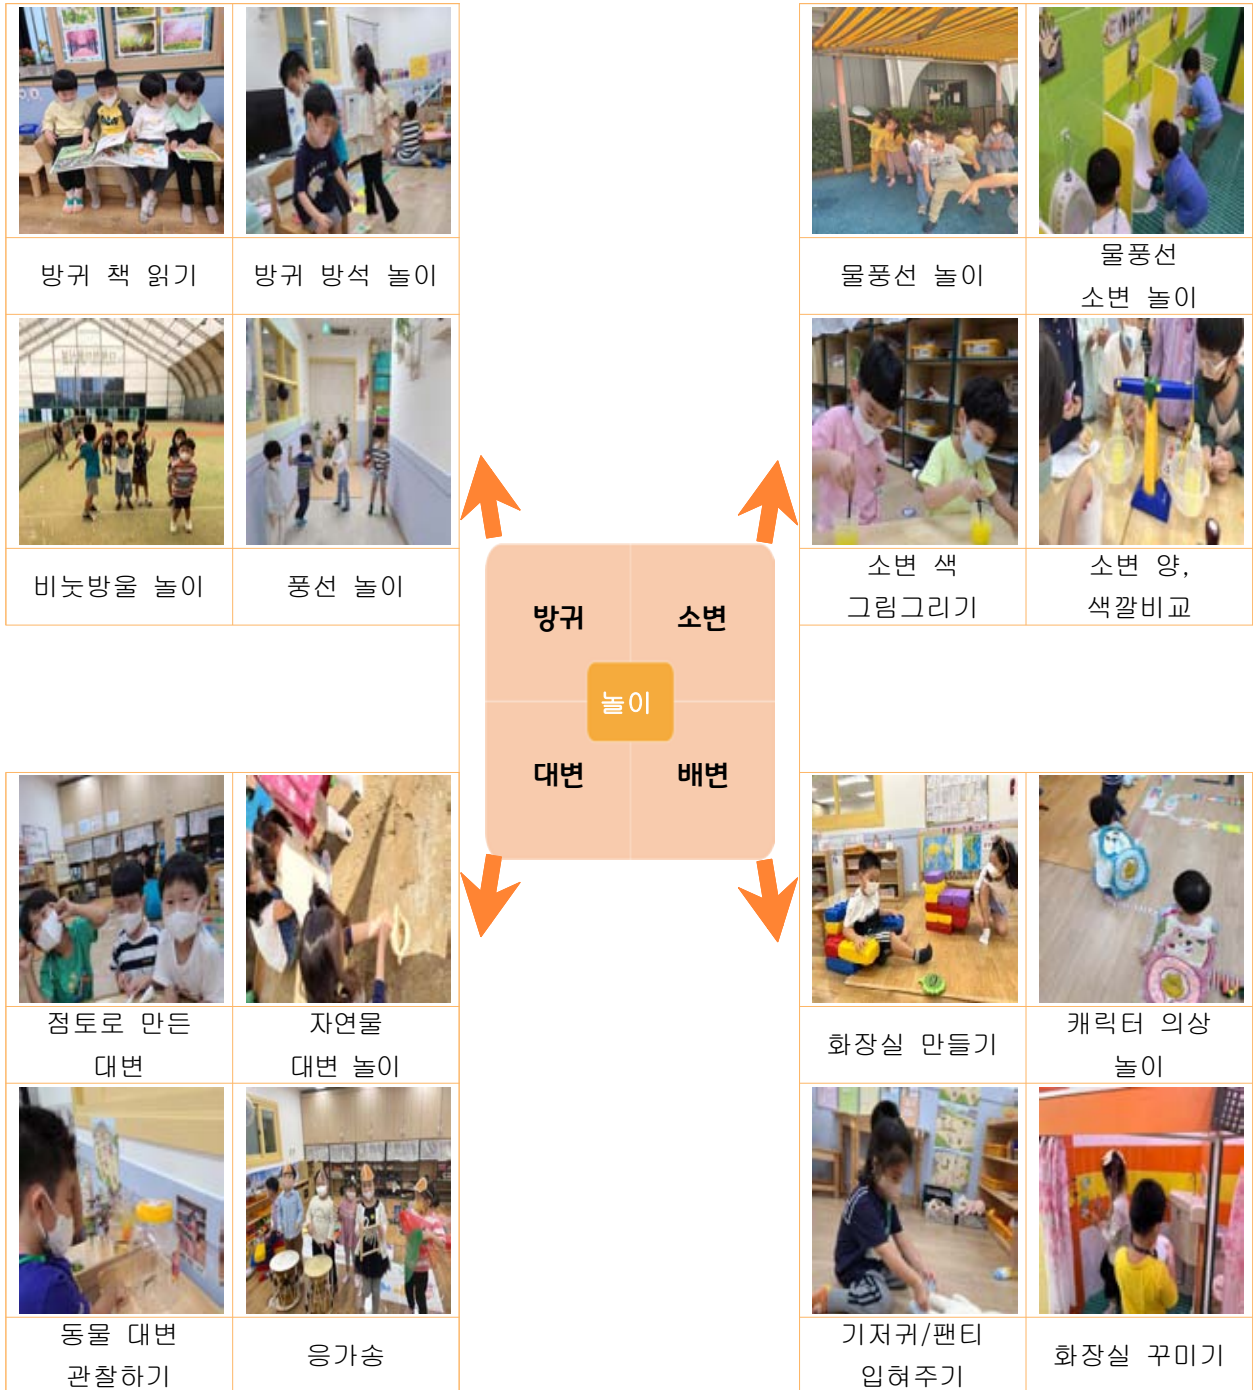 방귀 책 읽기
방귀 방석 놀이
비눗방울 놀이
풍선 놀이
물풍선 놀이
물풍선
소변 놀이
소변 색
그림그리기
소변 양,
색깔비교
방귀
소변
놀이
대변
배변
점토로 만든
대변
자연물
대변 놀이
동물 대변
관찰하기
응가송
화장실 만들기
캐릭터 의상
놀이
기저귀/팬티
입혀주기
화장실 꾸미기